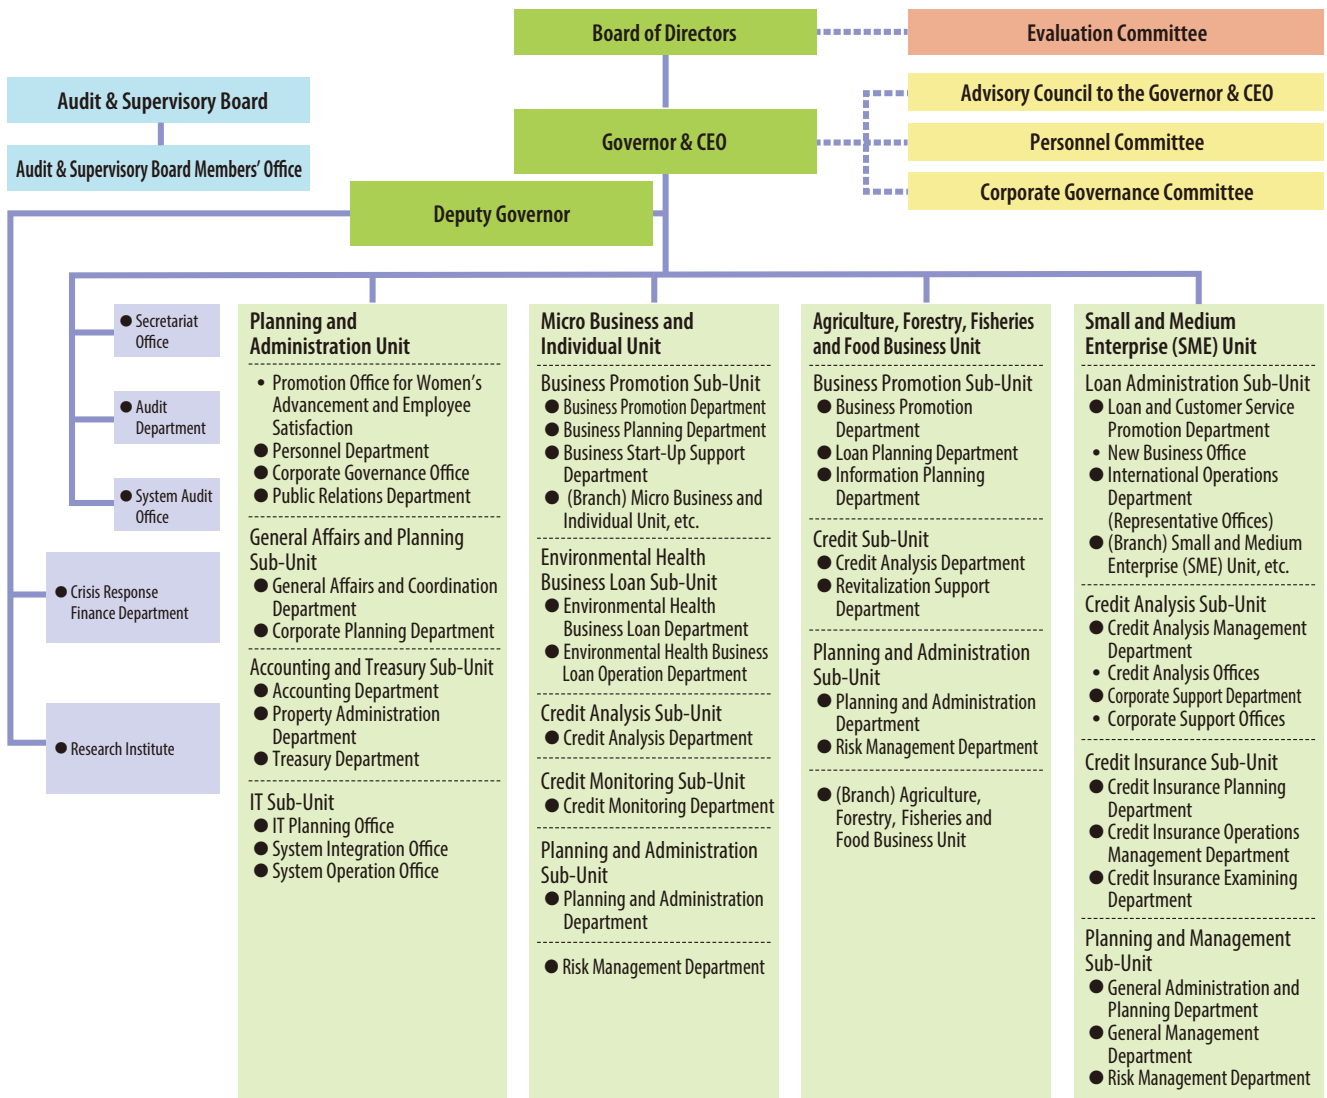 Board of Directors
Evaluation Committee
Audit & Supervisory Board
Advisory Council to the Governor & CEO
Governor & CEO
Personnel Committee
Audit & Supervisory Board Members' Office
Corporate Governance Committee
Deputy Governor
● Secretariat
Office
● Audit
Department
● System Audit
Office
● Crisis Response
Finance Department
● Research Institute
Planning and
Administration Unit
• Promotion Office for Women's
Advancement and Employee
Satisfaction
● Personnel Department
● Corporate Governance Office
● Public Relations Department
General Affairs and Planning
Sub-Unit
● General Affairs and Coordination
Department
● Corporate Planning Department
Accounting and Treasury Sub-Unit
● Accounting Department
● Property Administration
Department
● Treasury Department
IT Sub-Unit
● IT Planning Office
● System Integration Office
● System Operation Office
Micro Business and
Individual Unit
Business Promotion Sub-Unit
● Business Promotion Department
● Business Planning Department
● Business Start-Up Support
Department
● (Branch) Micro Business and
Individual Unit, etc.
Environmental Health
Business Loan Sub-Unit
● Environmental Health
Business Loan Department
● Environmental Health Business
Loan Operation Department
Credit Analysis Sub-Unit
● Credit Analysis Department
Credit Monitoring Sub-Unit
● Credit Monitoring Department
Planning and Administration
Sub-Unit
● Planning and Administration
Department
● Risk Management Department
Agriculture, Forestry, Fisheries
and Food Business Unit
Business Promotion Sub-Unit
● Business Promotion
Department
● Loan Planning Department
● Information Planning
Department
Credit Sub-Unit
● Credit Analysis Department
● Revitalization Support
Department
Planning and Administration
Sub-Unit
● Planning and Administration
Department
● Risk Management Department
● (Branch) Agriculture,
Forestry, Fisheries and
Food Business Unit
Small and Medium
Enterprise (SME) Unit
Loan Administration Sub-Unit
● Loan and Customer Service
Promotion Department
• New Business Office
● International Operations
Department
(Representative Offices)
● (Branch) Small and Medium
Enterprise (SME) Unit, etc.
Credit Analysis Sub-Unit
● Credit Analysis Management
Department
• Credit Analysis Offices
● Corporate Support Department
• Corporate Support Offices
Credit Insurance Sub-Unit
● Credit Insurance Planning
Department
● Credit Insurance Operations
Management Department
● Credit Insurance Examining
Department
Planning and Management
Sub-Unit
● General Administration and
Planning Department
● General Management
Department
● Risk Management Department